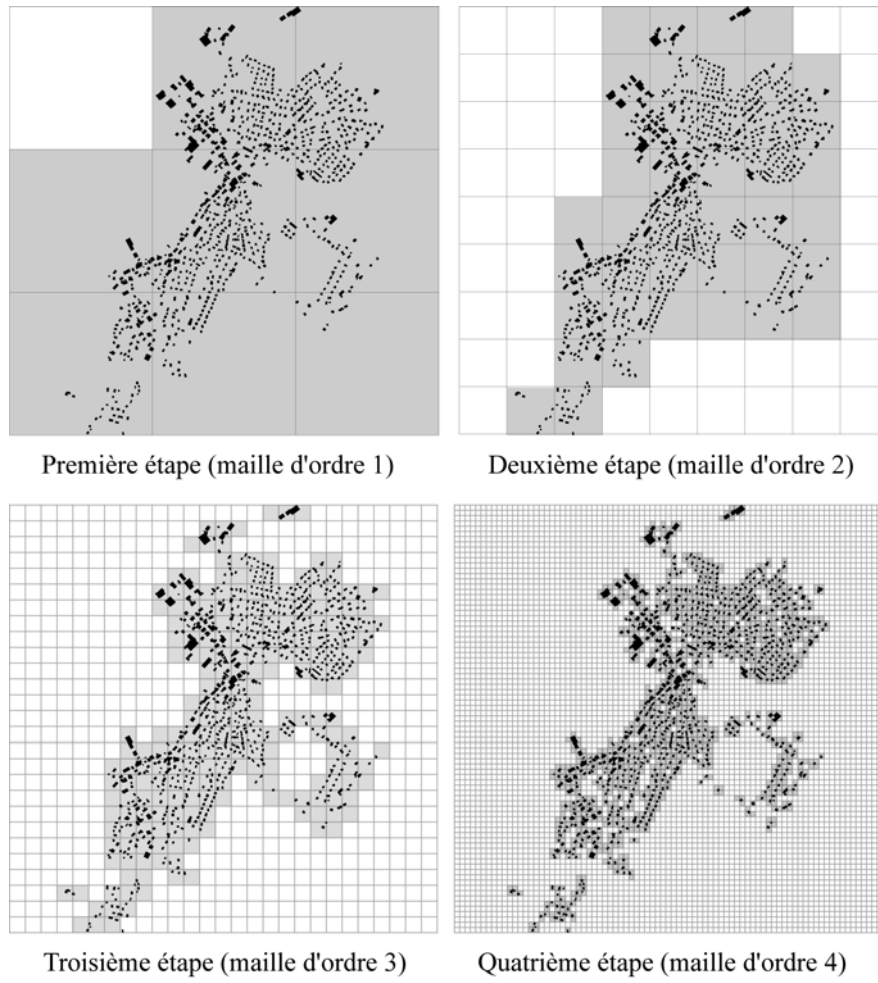 Première étape (maille d'ordre 1)
Deuxième étape (maille d'ordre 2)
Troisième étape (maille d'ordre 3)
Quatrième étape (maille d'ordre 4)